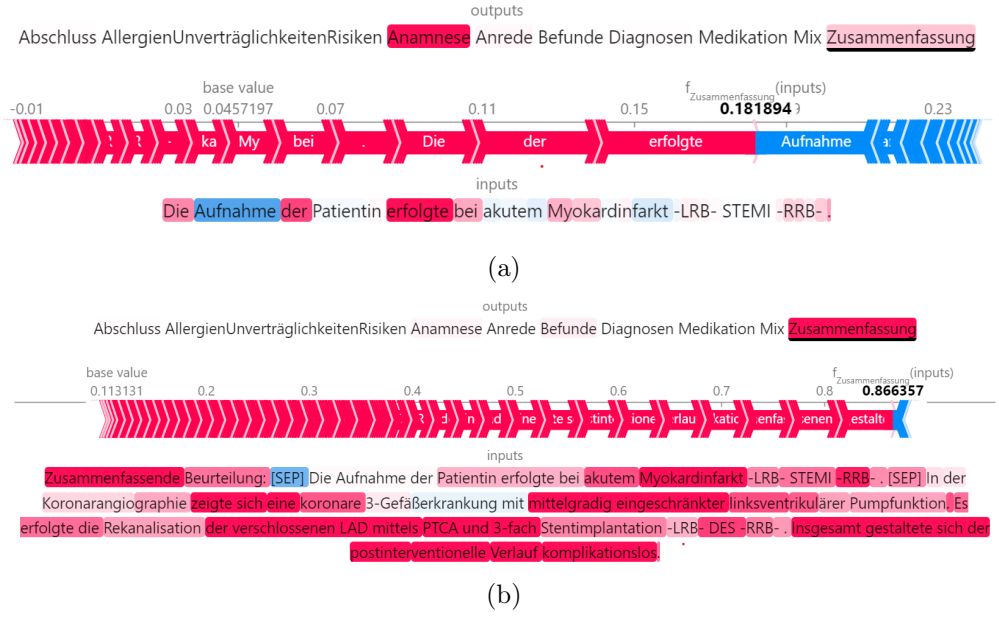 outputs
Abschluss AllergienUnverträglichkeitenRisiken Anamnese Anrede Befunde Diagnosen Medikation Mix Zusammenfassung
base value
f Zusammenfassung (inputs)
-0.01 0.03 0.0457197 0.07 0.11 0.15 0.181894 9 0.23
R - ka My bei . Die der erfolgte Aufnahme
inputs
Die Aufnahme der Patientin erfolgte bei akutem Myokardinfarkt -LRB- STEMI -RRB- .
(a)
outputs
Abschluss AllergienUnverträglichkeitenRisiken Anamnese Anrede Befunde Diagnosen Medikation Mix Zusammenfassung
base value
f Zusammenfassung (inputs)
0.113131 0.2 0.3 0.4 0.5 0.6 0.7 0.8 0.866357
inputs
Zusammenfassende Beurteilung: [SEP] Die Aufnahme der Patientin erfolgte bei akutem Myokardinfarkt -LRB- STEMI -RRB- . [SEP] In der
Koronarangiographie zeigte sich eine koronare 3-Gefäßerkrankung mit mittelgradig eingeschränkter linksventrikulärer Pumpfunktion. Es
erfolgte die Rekanalisation der verschlossenen LAD mittels PTCA und 3-fach Stentimplantation -LRB- DES -RRB- . Insgesamt gestaltete sich der
postinterventionelle Verlauf komplikationslos.
(b)